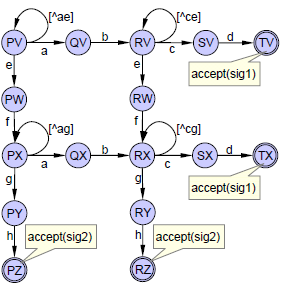 [^ae] [^ce]
PV a QV b RV c SV d TV
accept(sig1)
e e
PW RW
f [^ag] f [^cg]
PX a QX b RX c SX d TX
accept(sig1)
g g
PY RY
h accept(sig2) h accept(sig2)
PZ RZ